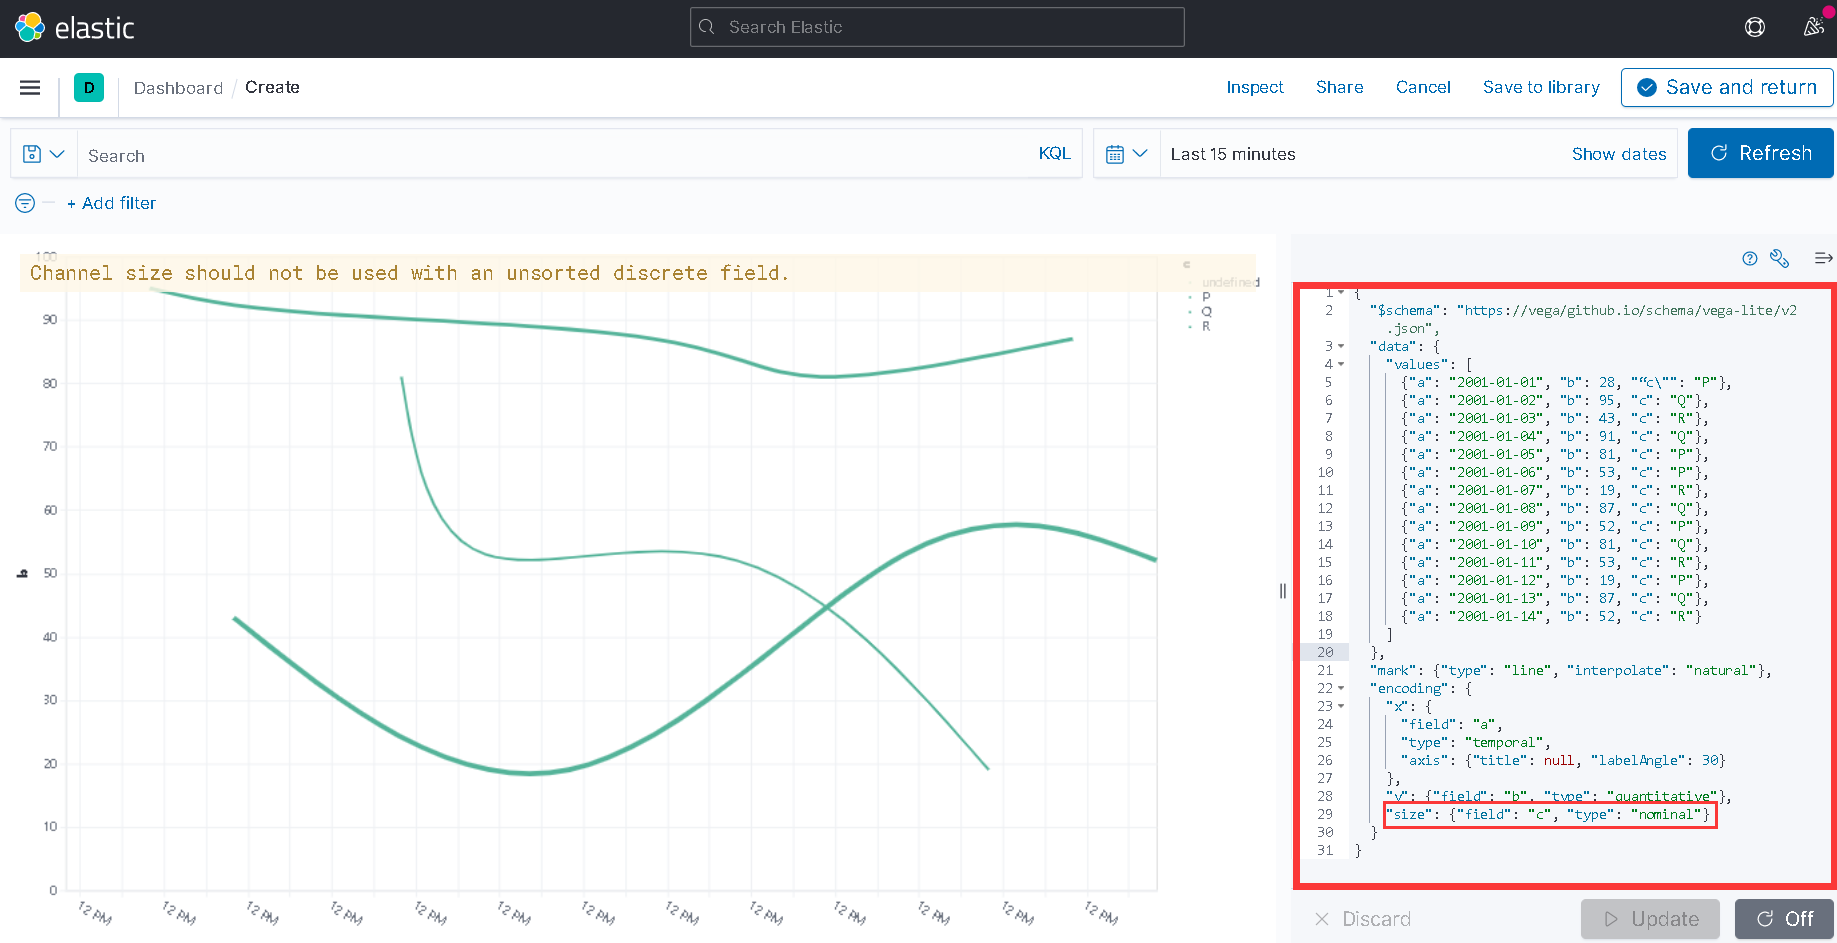 elastic
Search Elastic
D
Dashboard / Create
Inspect
Share
Cancel
Save to library
Save and return
Search
KQL
Last 15 minutes
Show dates
Refresh
+ Add filter
100
Channel size should not be used with an unsorted discrete field.
c
undefined
P
Q
R
90
80
70
60
50
40
30
20
10
0
b
12 PM 12 PM 12 PM 12 PM 12 PM 12 PM 12 PM 12 PM 12 PM 12 PM 12 PM 12 PM 12 PM
1 {
2 "$schema": "https://vega/github.io/schema/vega-lite/v2
.json",
3 "data": {
4 "values": [
5 {"a": "2001-01-01", "b": 28, "“c\"": "P"},
6 {"a": "2001-01-02", "b": 95, "c": "Q"},
7 {"a": "2001-01-03", "b": 43, "c": "R"},
8 {"a": "2001-01-04", "b": 91, "c": "Q"},
9 {"a": "2001-01-05", "b": 81, "c": "P"},
10 {"a": "2001-01-06", "b": 53, "c": "P"},
11 {"a": "2001-01-07", "b": 19, "c": "R"},
12 {"a": "2001-01-08", "b": 87, "c": "Q"},
13 {"a": "2001-01-09", "b": 52, "c": "P"},
14 {"a": "2001-01-10", "b": 81, "c": "Q"},
15 {"a": "2001-01-11", "b": 53, "c": "R"},
16 {"a": "2001-01-12", "b": 19, "c": "P"},
17 {"a": "2001-01-13", "b": 87, "c": "Q"},
18 {"a": "2001-01-14", "b": 52, "c": "R"}
19 ]
20 },
21 "mark": {"type": "line", "interpolate": "natural"},
22 "encoding": {
23 "x": {
24 "field": "a",
25 "type": "temporal",
26 "axis": {"title": null, "labelAngle": 30}
27 },
28 "y": {"field": "b", "type": "quantitative"},
29 "size": {"field": "c", "type": "nominal"}
30 }
31 }
Discard
Update
Off